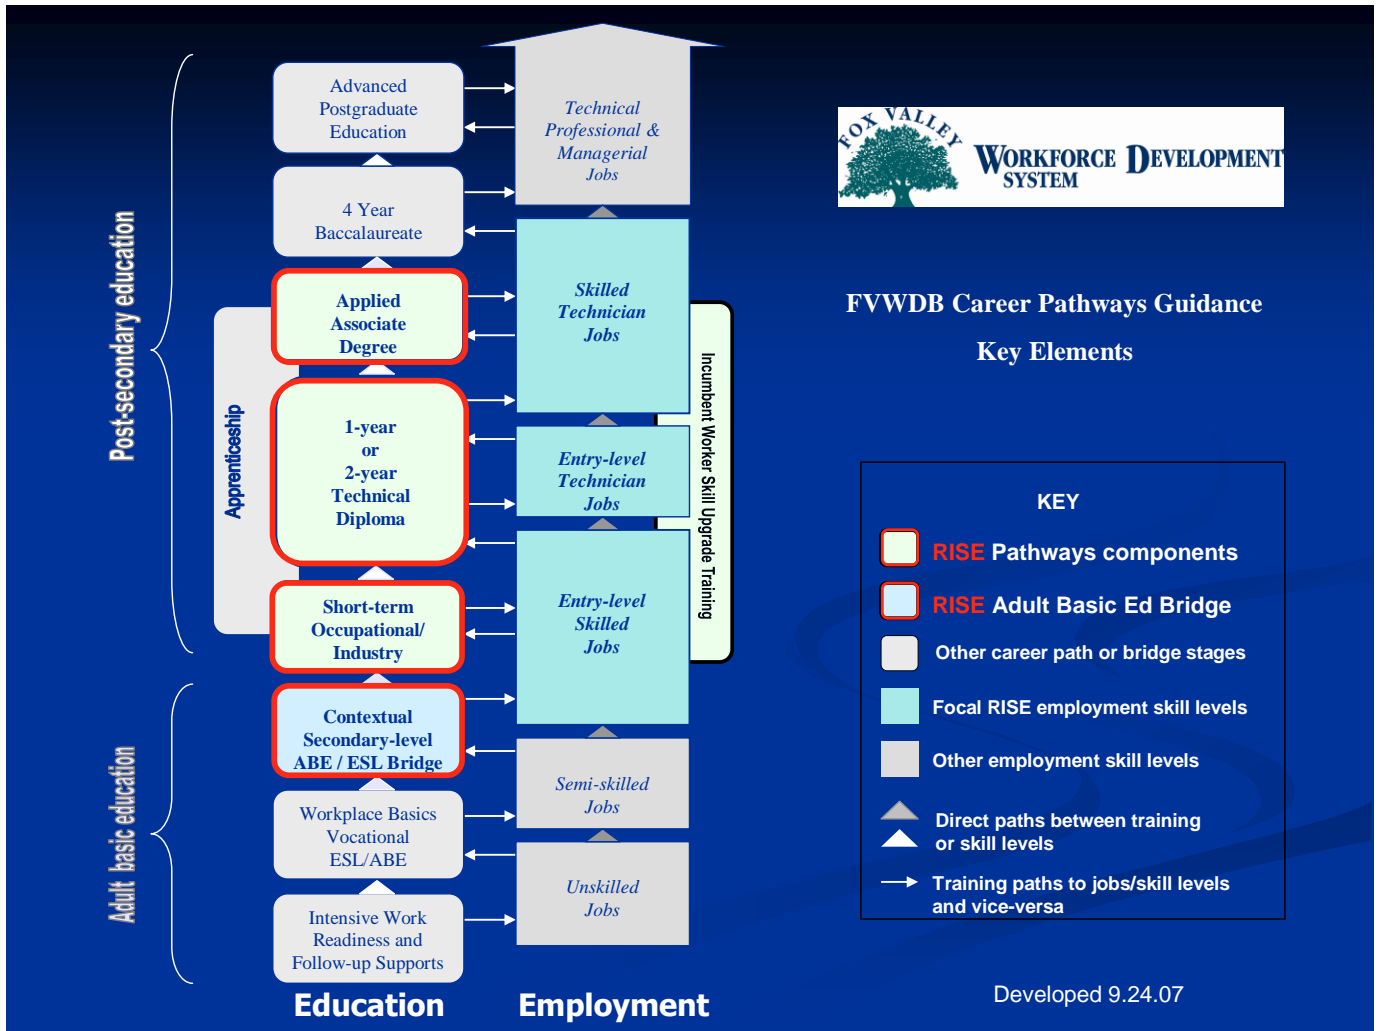 Post-secondary education
Adult basic education
Apprenticeship
Advanced
Postgraduate
Education
4 Year
Baccalaureate
Applied
Associate
Degree
1-year
or
2-year
Technical
Diploma
Short-term
Occupational/
Industry
Contextual
Secondary-level
ABE / ESL Bridge
Workplace Basics
Vocational
ESL/ABE
Intensive Work
Readiness and
Follow-up Supports
Education
Technical
Professional &
Managerial
Jobs
Skilled
Technician
Jobs
Entry-level
Technician
Jobs
Entry-level
Skilled
Jobs
Semi-skilled
Jobs
Unskilled
Jobs
Employment
Incumbent Worker Skill Upgrade Training
FOX VALLEY
WORKFORCE DEVELOPMENT
SYSTEM
FVWDB Career Pathways Guidance
Key Elements
KEY
RISE Pathways components
RISE Adult Basic Ed Bridge
Other career path or bridge stages
Focal RISE employment skill levels
Other employment skill levels
Direct paths between training
or skill levels
Training paths to jobs/skill levels
and vice-versa
Developed 9.24.07